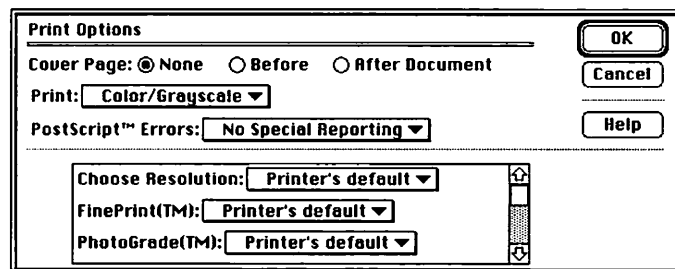 Print Options
OK
Cover Page: None Before After Document
Cancel
Print: Color/Grayscale
PostScript™ Errors: No Special Reporting
Help
Choose Resolution: Printer's default
FinePrint(TM): Printer's default
PhotoGrade(TM): Printer's default